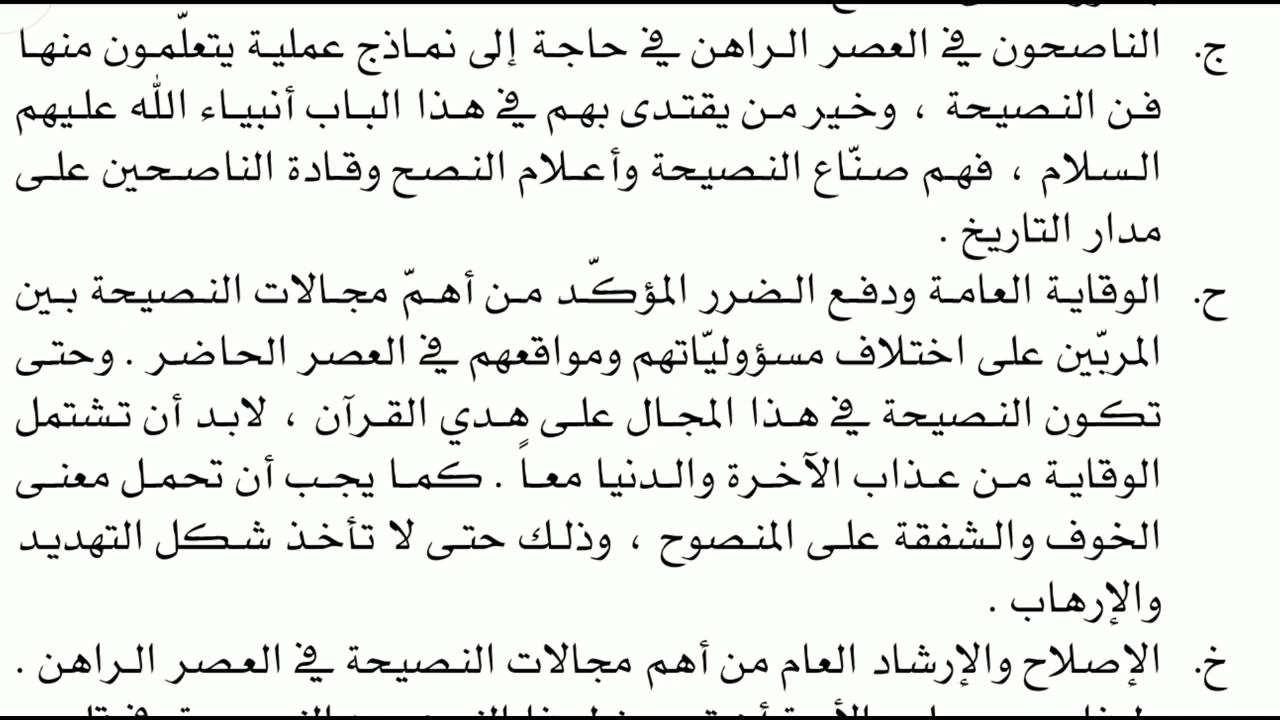 ج. الناصحون في العصر الراهن في حاجة إلى نماذج عملية يتعلّمون منها
فن النصيحة ، وخير من يقتدى بهم في هذا الباب أنبياء الله عليهم
السلام ، فهم صنّاع النصيحة وأعلام النصح وقادة الناصحين على
مدار التاريخ .
ح. الوقاية العامة ودفع الضرر المؤكّد من أهمّ مجالات النصيحة بين
المربّين على اختلاف مسؤوليّاتهم ومواقعهم في العصر الحاضر . وحتى
تكون النصيحة في هذا المجال على هدي القرآن ، لابد أن تشتمل
الوقاية من عذاب الآخرة والدنيا معاً . كما يجب أن تحمل معنى
الخوف والشفقة على المنصوح ، وذلك حتى لا تأخذ شكل التهديد
والإرهاب .
خ. الإصلاح والإرشاد العام من أهم مجالات النصيحة في العصر الراهن .